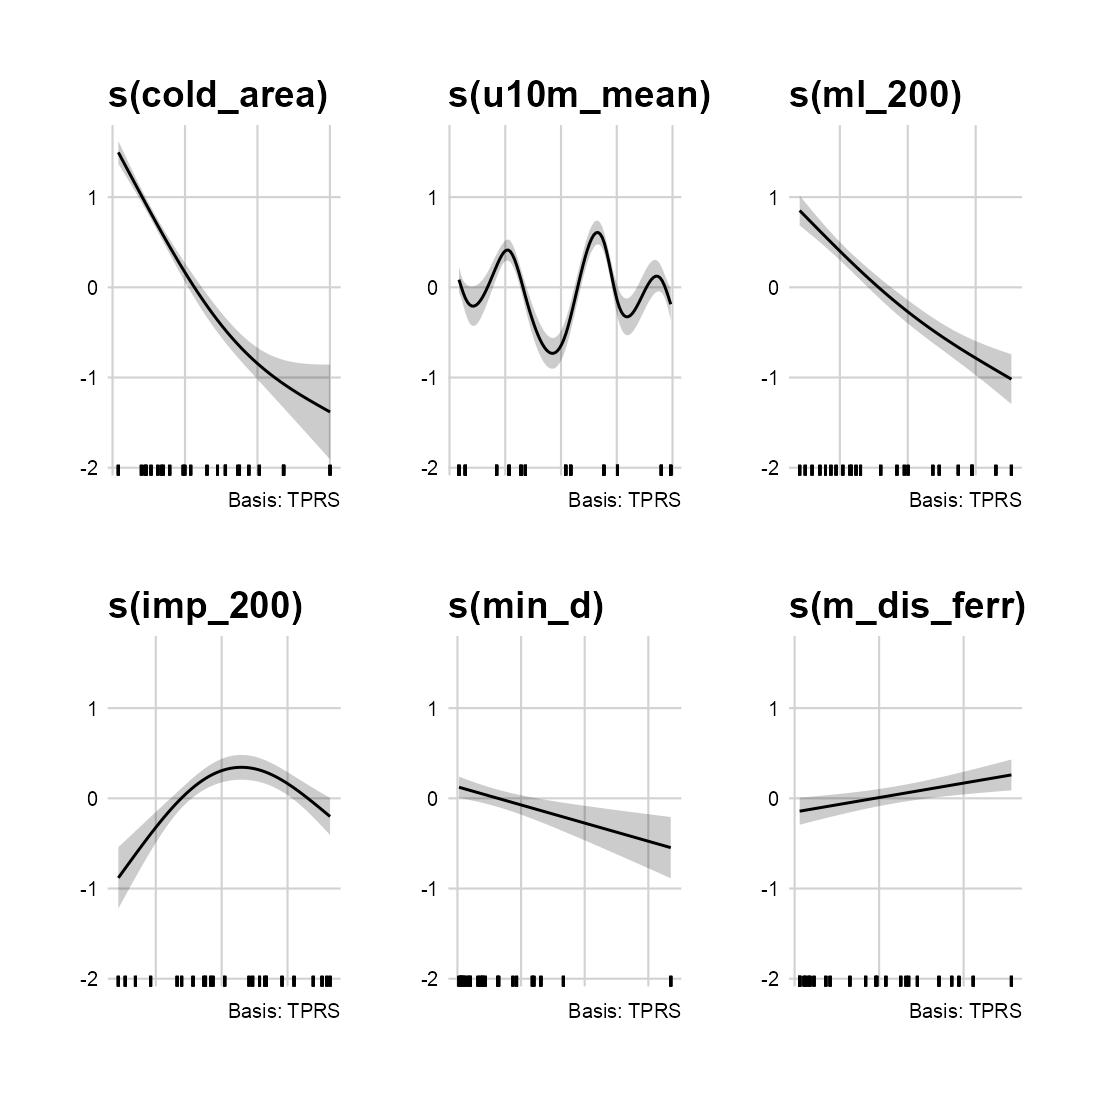 s(cold_area)
1
0
-1
-2
Basis: TPRS
s(u10m_mean)
1
0
-1
-2
Basis: TPRS
s(ml_200)
1
0
-1
-2
Basis: TPRS
s(imp_200)
1
0
-1
-2
Basis: TPRS
s(min_d)
1
0
-1
-2
Basis: TPRS
s(m_dis_ferr)
1
0
-1
-2
Basis: TPRS